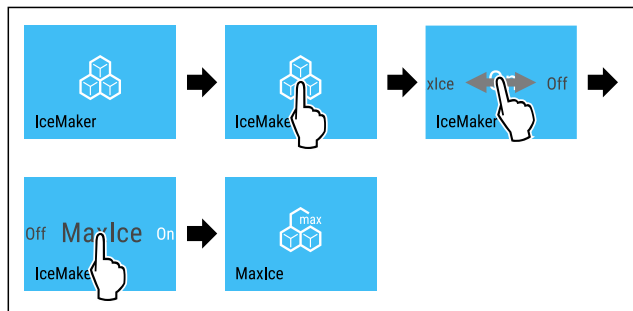 IceMaker
IceMake
xIce Off
IceMaker
Off MaxIce On
IceMake
max
MaxIce